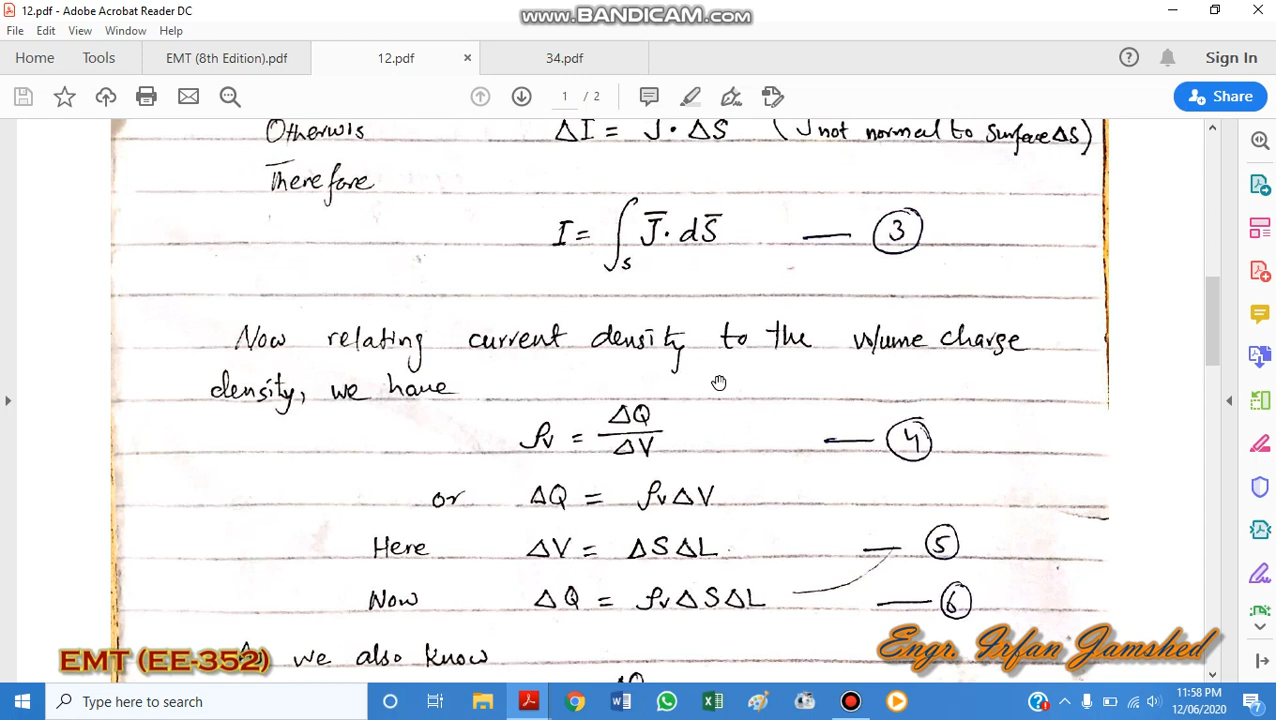 12.pdf - Adobe Acrobat Reader DC
www.BANDICAM.com
File Edit View Window Help
Home Tools EMT (8th Edition).pdf 12.pdf × 34.pdf Sign In
1 / 2 Share
Otherwis ΔI = J · ΔS (J not normal to Surface ΔS)
Therefore
I = ∫s J̅ · dS̅ — 3
Now relating current density to the volume charge
density, we have
ρv = ΔQ/ΔV — 4
or ΔQ = ρv ΔV
Here ΔV = ΔS ΔL — 5
Now ΔQ = ρv ΔS ΔL — 6
we also know
ΔQ
EMT (EE-352)
Engr. Irfan Jamshed
Type here to search
11:58 PM
12/06/2020
7